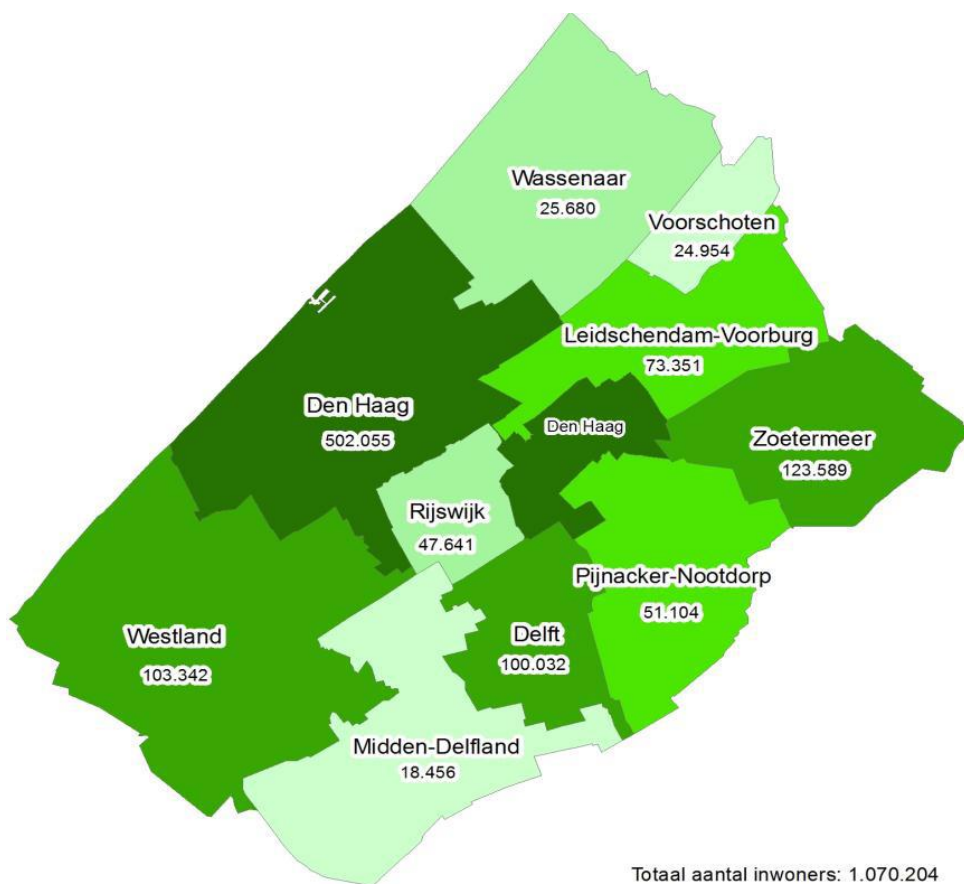 Wassenaar
25.680
Voorschoten
24.954
Leidschendam-Voorburg
73.351
Den Haag
502.055
Den Haag
Zoetermeer
123.589
Rijswijk
47.641
Pijnacker-Nootdorp
51.104
Westland
103.342
Delft
100.032
Midden-Delfland
18.456
Totaal aantal inwoners: 1.070.204